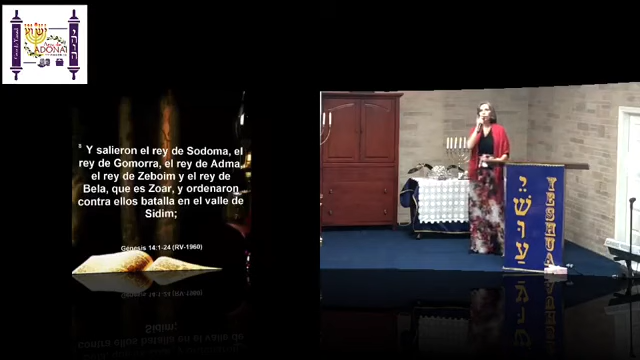 ADONAI
8 Y salieron el rey de Sodoma, el
rey de Gomorra, el rey de Adma,
el rey de Zeboim y el rey de
Bela, que es Zoar, y ordenaron
contra ellos batalla en el valle de
Sidim;
Génesis 14:1-24 (RV-1960)
יֵשׁוּעַ
YESHUA